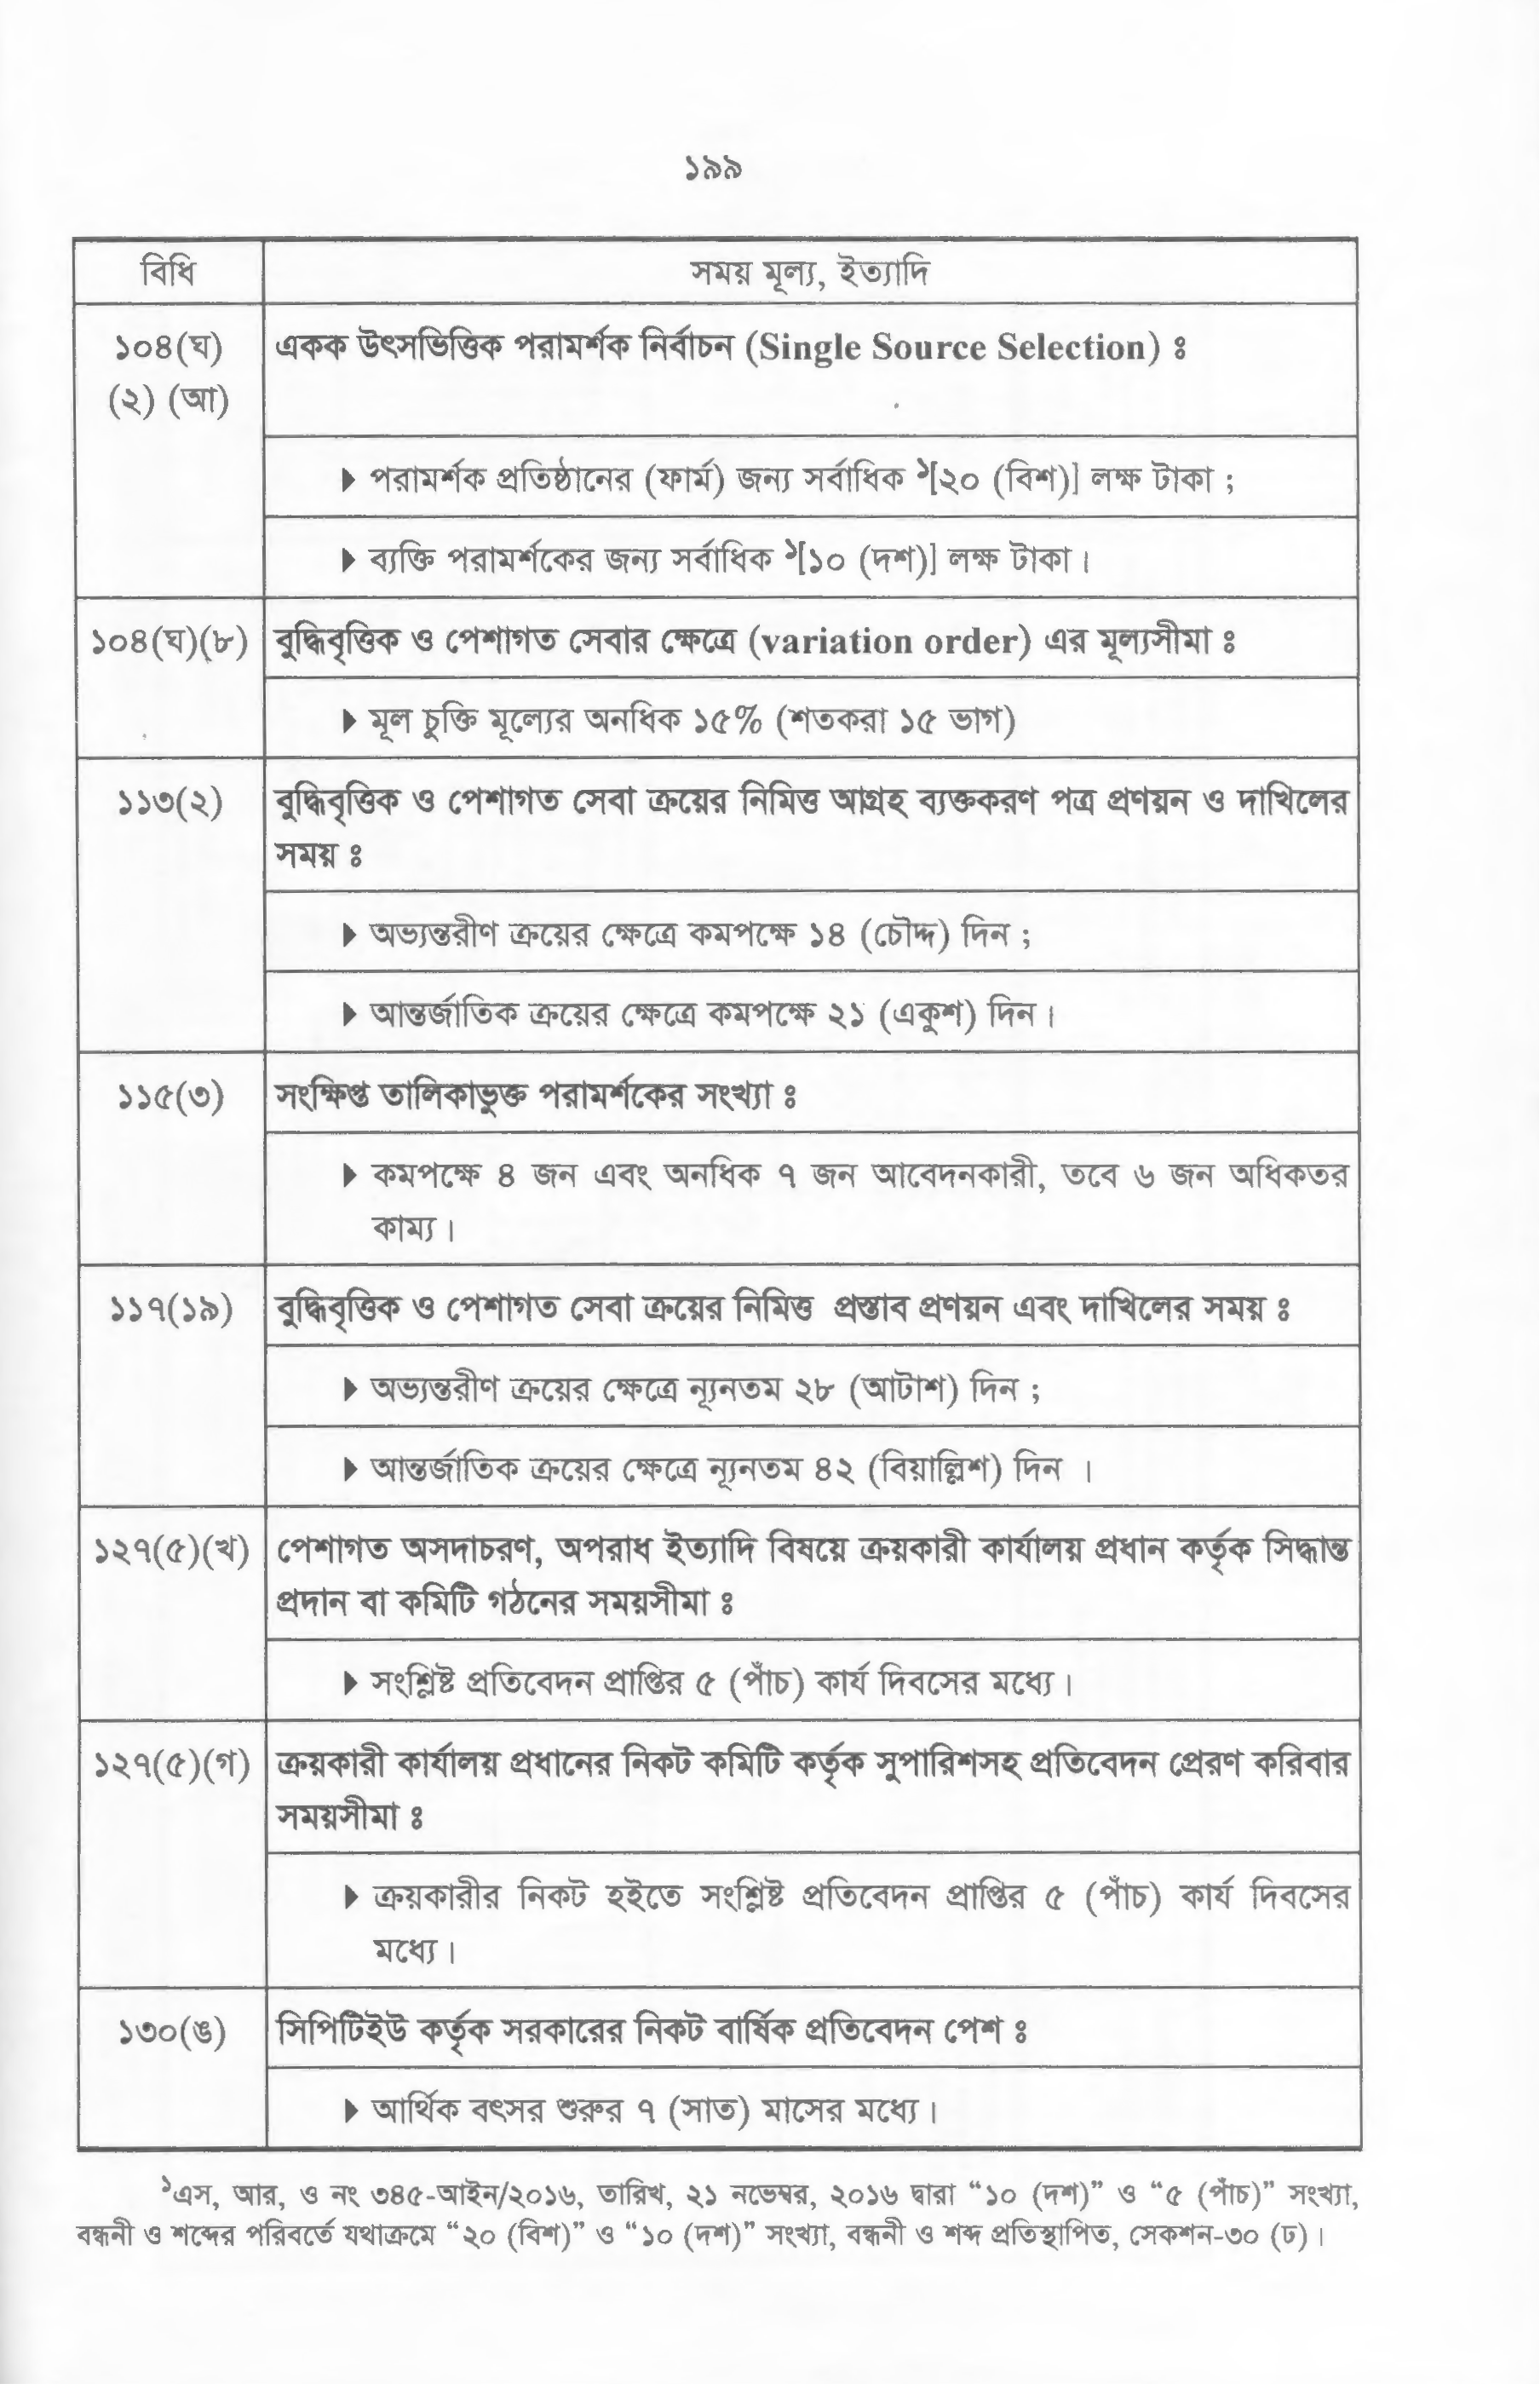 ১৯৯
বিধি
সময় মূল্য, ইত্যাদি
১০৪(ঘ)
(২) (আ)
একক উৎসভিত্তিক পরামর্শক নির্বাচন (Single Source Selection) ঃ
পরামর্শক প্রতিষ্ঠানের (ফার্ম) জন্য সর্বাধিক ১[২০ (বিশ)] লক্ষ টাকা ;
ব্যক্তি পরামর্শকের জন্য সর্বাধিক ১[১০ (দশ)] লক্ষ টাকা।
১০৪(ঘ)(৮)
বুদ্ধিবৃত্তিক ও পেশাগত সেবার ক্ষেত্রে (variation order) এর মূল্যসীমা ঃ
মূল চুক্তি মূল্যের অনধিক ১৫% (শতকরা ১৫ ভাগ)
১১৩(২)
বুদ্ধিবৃত্তিক ও পেশাগত সেবা ক্রয়ের নিমিত্ত আগ্রহ ব্যক্তকরণ পত্র প্রণয়ন ও দাখিলের
সময় ঃ
অভ্যন্তরীণ ক্রয়ের ক্ষেত্রে কমপক্ষে ১৪ (চৌদ্দ) দিন ;
আন্তর্জাতিক ক্রয়ের ক্ষেত্রে কমপক্ষে ২১ (একুশ) দিন।
১১৫(৩)
সংক্ষিপ্ত তালিকাভুক্ত পরামর্শকের সংখ্যা ঃ
কমপক্ষে ৪ জন এবং অনধিক ৭ জন আবেদনকারী, তবে ৬ জন অধিকতর
কাম্য।
১১৭(১৯)
বুদ্ধিবৃত্তিক ও পেশাগত সেবা ক্রয়ের নিমিত্ত প্রস্তাব প্রণয়ন এবং দাখিলের সময় ঃ
অভ্যন্তরীণ ক্রয়ের ক্ষেত্রে ন্যূনতম ২৮ (আটাশ) দিন ;
আন্তর্জাতিক ক্রয়ের ক্ষেত্রে ন্যূনতম ৪২ (বিয়াল্লিশ) দিন ।
১২৭(৫)(খ)
পেশাগত অসদাচরণ, অপরাধ ইত্যাদি বিষয়ে ক্রয়কারী কার্যালয় প্রধান কর্তৃক সিদ্ধান্ত
প্রদান বা কমিটি গঠনের সময়সীমা ঃ
সংশ্লিষ্ট প্রতিবেদন প্রাপ্তির ৫ (পাঁচ) কার্য দিবসের মধ্যে।
১২৭(৫)(গ)
ক্রয়কারী কার্যালয় প্রধানের নিকট কমিটি কর্তৃক সুপারিশসহ প্রতিবেদন প্রেরণ করিবার
সময়সীমা ঃ
ক্রয়কারীর নিকট হইতে সংশ্লিষ্ট প্রতিবেদন প্রাপ্তির ৫ (পাঁচ) কার্য দিবসের
মধ্যে।
১৩০(ঙ)
সিপিটিইউ কর্তৃক সরকারের নিকট বার্ষিক প্রতিবেদন পেশ ঃ
আর্থিক বৎসর শুরুর ৭ (সাত) মাসের মধ্যে।
১এস, আর, ও নং ৩৪৫-আইন/২০১৬, তারিখ, ২১ নভেম্বর, ২০১৬ দ্বারা “১০ (দশ)” ও “৫ (পাঁচ)” সংখ্যা,
বন্ধনী ও শব্দের পরিবর্তে যথাক্রমে “২০ (বিশ)” ও “১০ (দশ)” সংখ্যা, বন্ধনী ও শব্দ প্রতিস্থাপিত, সেকশন-৩০ (ঢ)।